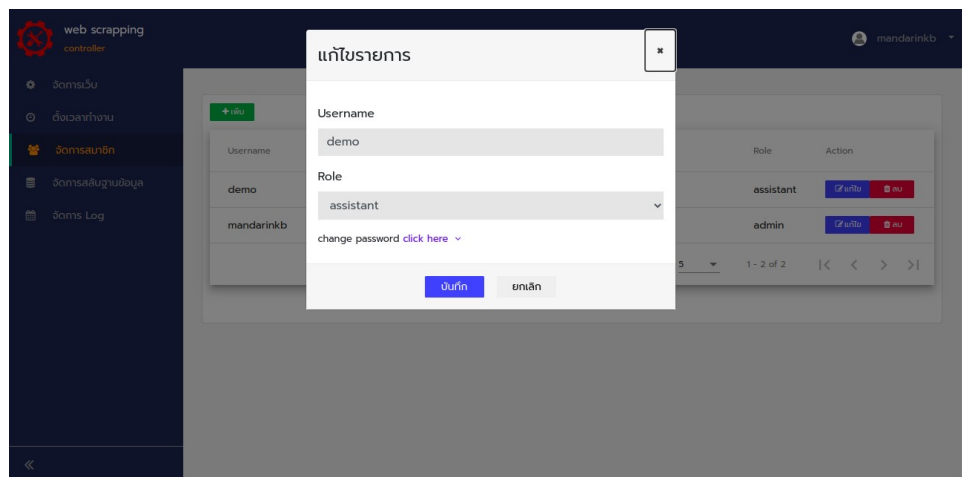 web scrapping
controller
mandarinkb
จัดการเว็บ
ตั้งเวลาทำงาน
จัดการสมาชิก
จัดการสลับฐานข้อมูล
จัดการ Log
+เพิ่ม
Username Role Action
demo assistant แก้ไข ลบ
mandarinkb admin แก้ไข ลบ
5 1 - 2 of 2
แก้ไขรายการ
Username
demo
Role
assistant
change password click here
บันทึก ยกเลิก